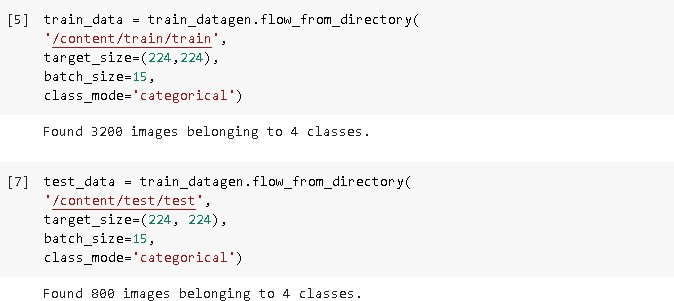 [5] train_data = train_datagen.flow_from_directory(
'/content/train/train',
target_size=(224,224),
batch_size=15,
class_mode='categorical')
Found 3200 images belonging to 4 classes.
[7] test_data = train_datagen.flow_from_directory(
'/content/test/test',
target_size=(224, 224),
batch_size=15,
class_mode='categorical')
Found 800 images belonging to 4 classes.